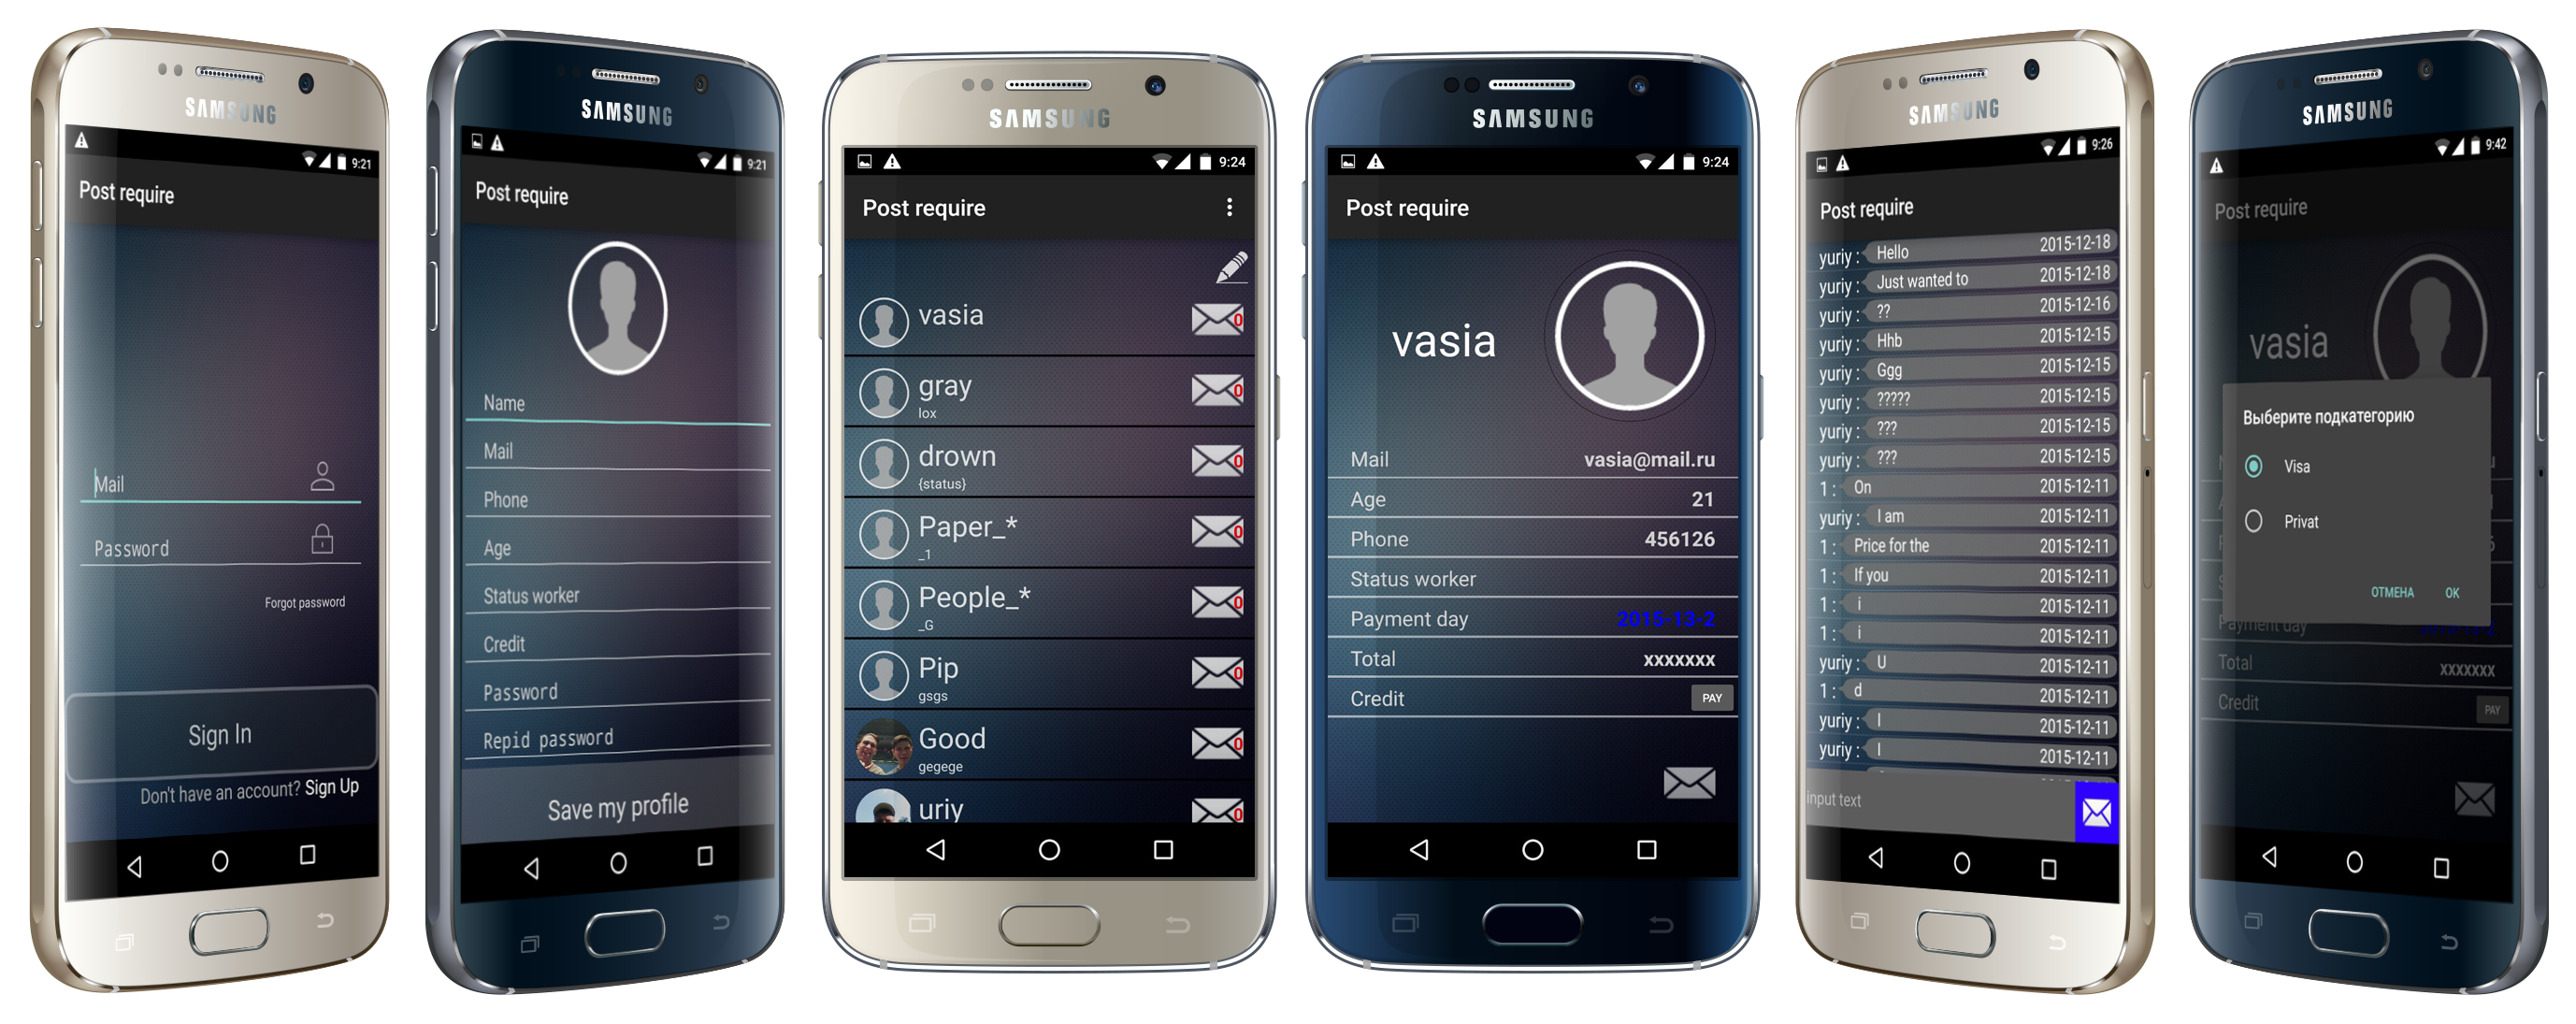 SAMSUNG
9:21
Post require
Mail
Password
Forgot password
Sign In
Don't have an account? Sign Up
SAMSUNG
9:21
Post require
Name
Mail
Phone
Age
Status worker
Credit
Password
Repid password
Save my profile
SAMSUNG
9:24
Post require
vasia
0
gray
0
lox
drown
0
{status}
Paper_*
0
_1
People_*
0
_G
Pip
0
gsgs
Good
0
gegege
uriy
0
SAMSUNG
9:24
Post require
vasia
Mail vasia@mail.ru
Age 21
Phone 456126
Status worker
Payment day 2015-13-2
Total xxxxxxx
Credit PAY
SAMSUNG
9:26
Post require
yuriy : Hello 2015-12-18
yuriy : Just wanted to 2015-12-18
yuriy : ?? 2015-12-16
yuriy : Hhb 2015-12-15
yuriy : Ggg 2015-12-15
yuriy : ????? 2015-12-15
yuriy : ??? 2015-12-15
yuriy : ??? 2015-12-15
1 : On 2015-12-11
yuriy : I am 2015-12-11
1 : Price for the 2015-12-11
1 : If you 2015-12-11
1 : i 2015-12-11
1 : i 2015-12-11
yuriy : U 2015-12-11
1 : d 2015-12-11
yuriy : I 2015-12-11
yuriy : I 2015-12-11
input text
SAMSUNG
9:42
Post require
vasia
Выберите подкатегорию
Visa
Privat
ОТМЕНА OK
Payment day
Total xxxxxxx
Credit PAY